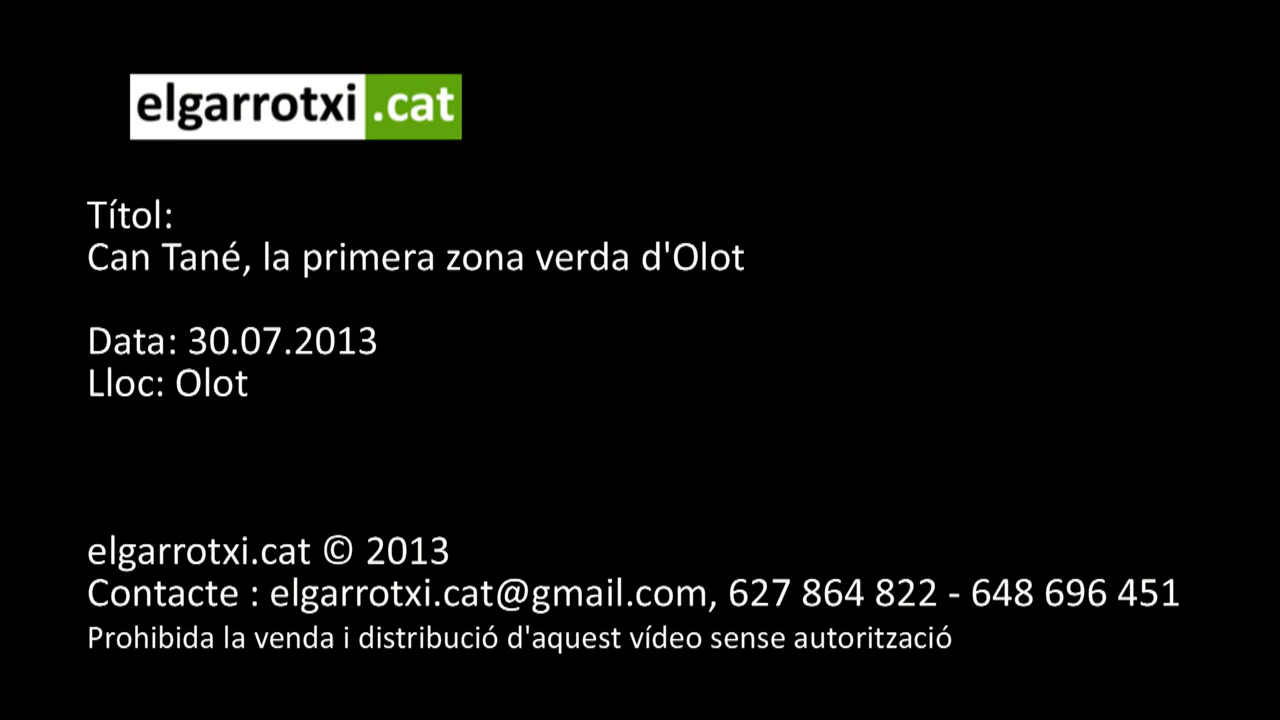 elgarrotxi.cat
Títol:
Can Tané, la primera zona verda d'Olot
Data: 30.07.2013
Lloc: Olot
elgarrotxi.cat © 2013
Contacte : elgarrotxi.cat@gmail.com, 627 864 822 - 648 696 451
Prohibida la venda i distribució d'aquest vídeo sense autorització